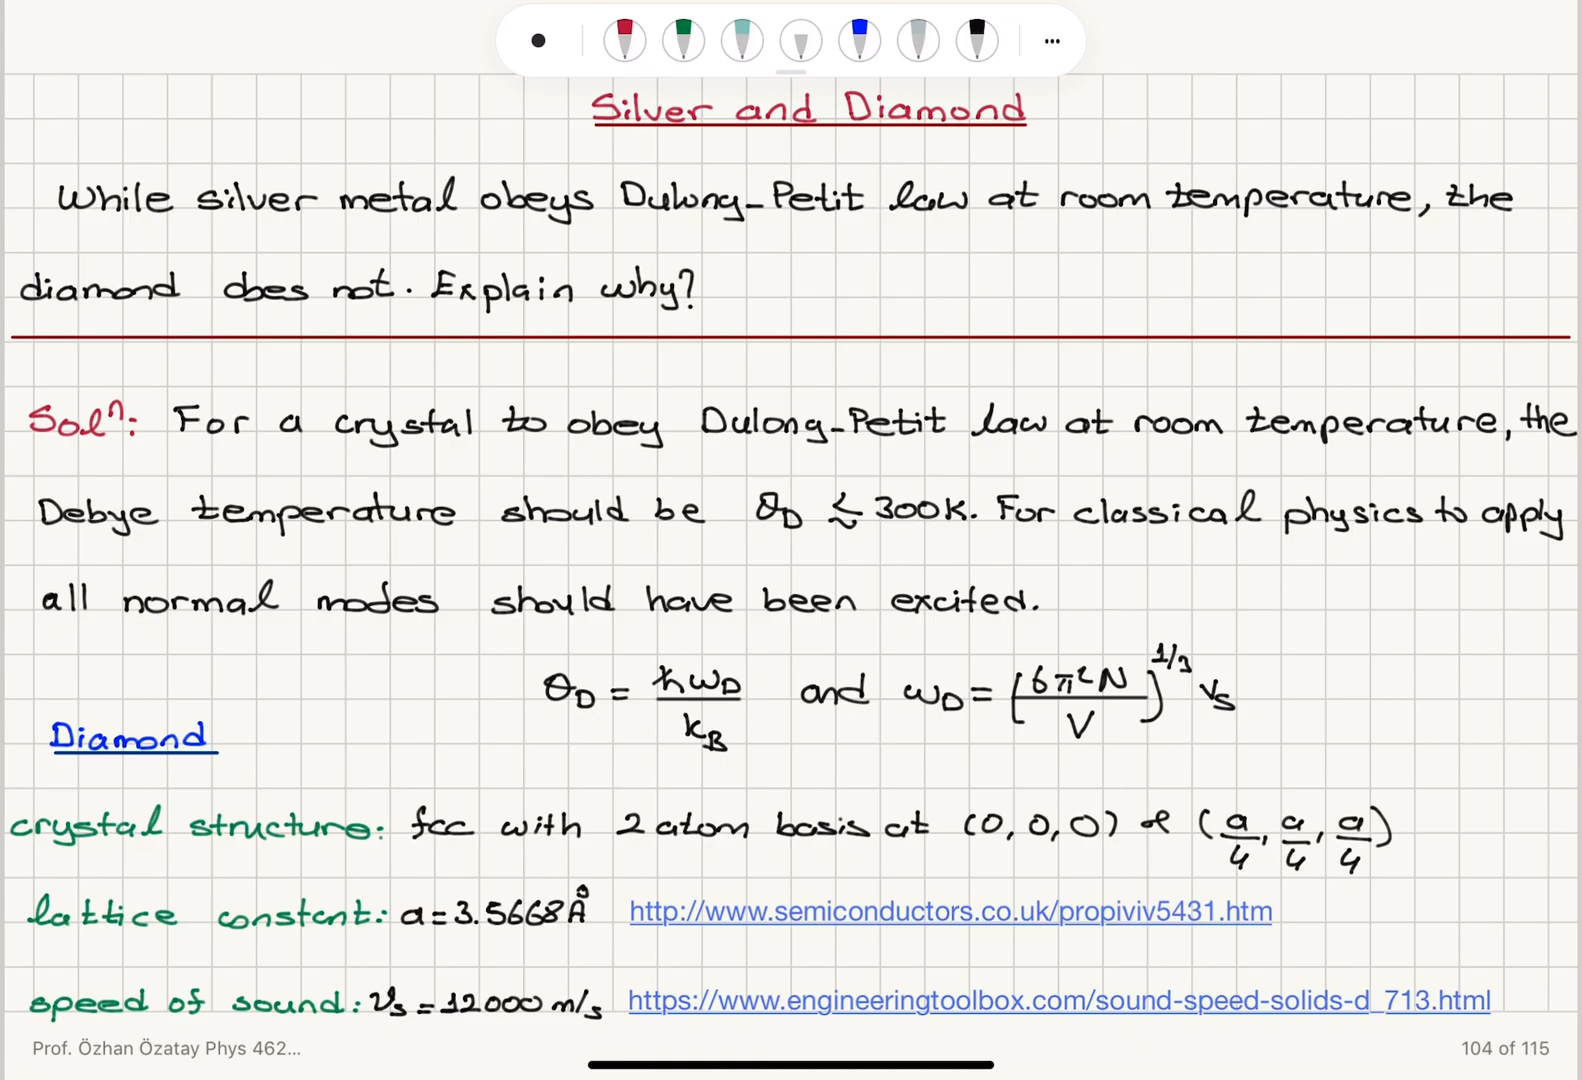 Silver and Diamond
While silver metal obeys Dulong-Petit law at room temperature, the
diamond does not. Explain why?
Solⁿ: For a crystal to obey Dulong-Petit law at room temperature, the
Debye temperature should be θ_D ≲ 300K. For classical physics to apply
all normal modes should have been excited.
θ_D = ħω_D / k_B and ω_D = [6π²N / V]^1/3 v_s
Diamond
crystal structure: fcc with 2 atom basis at (0, 0, 0) & (a/4, a/4, a/4)
lattice constant: a = 3.5668 Å http://www.semiconductors.co.uk/propiviv5431.htm
speed of sound: v_s = 12000 m/s https://www.engineeringtoolbox.com/sound-speed-solids-d_713.html
Prof. Özhan Özatay Phys 462... 104 of 115